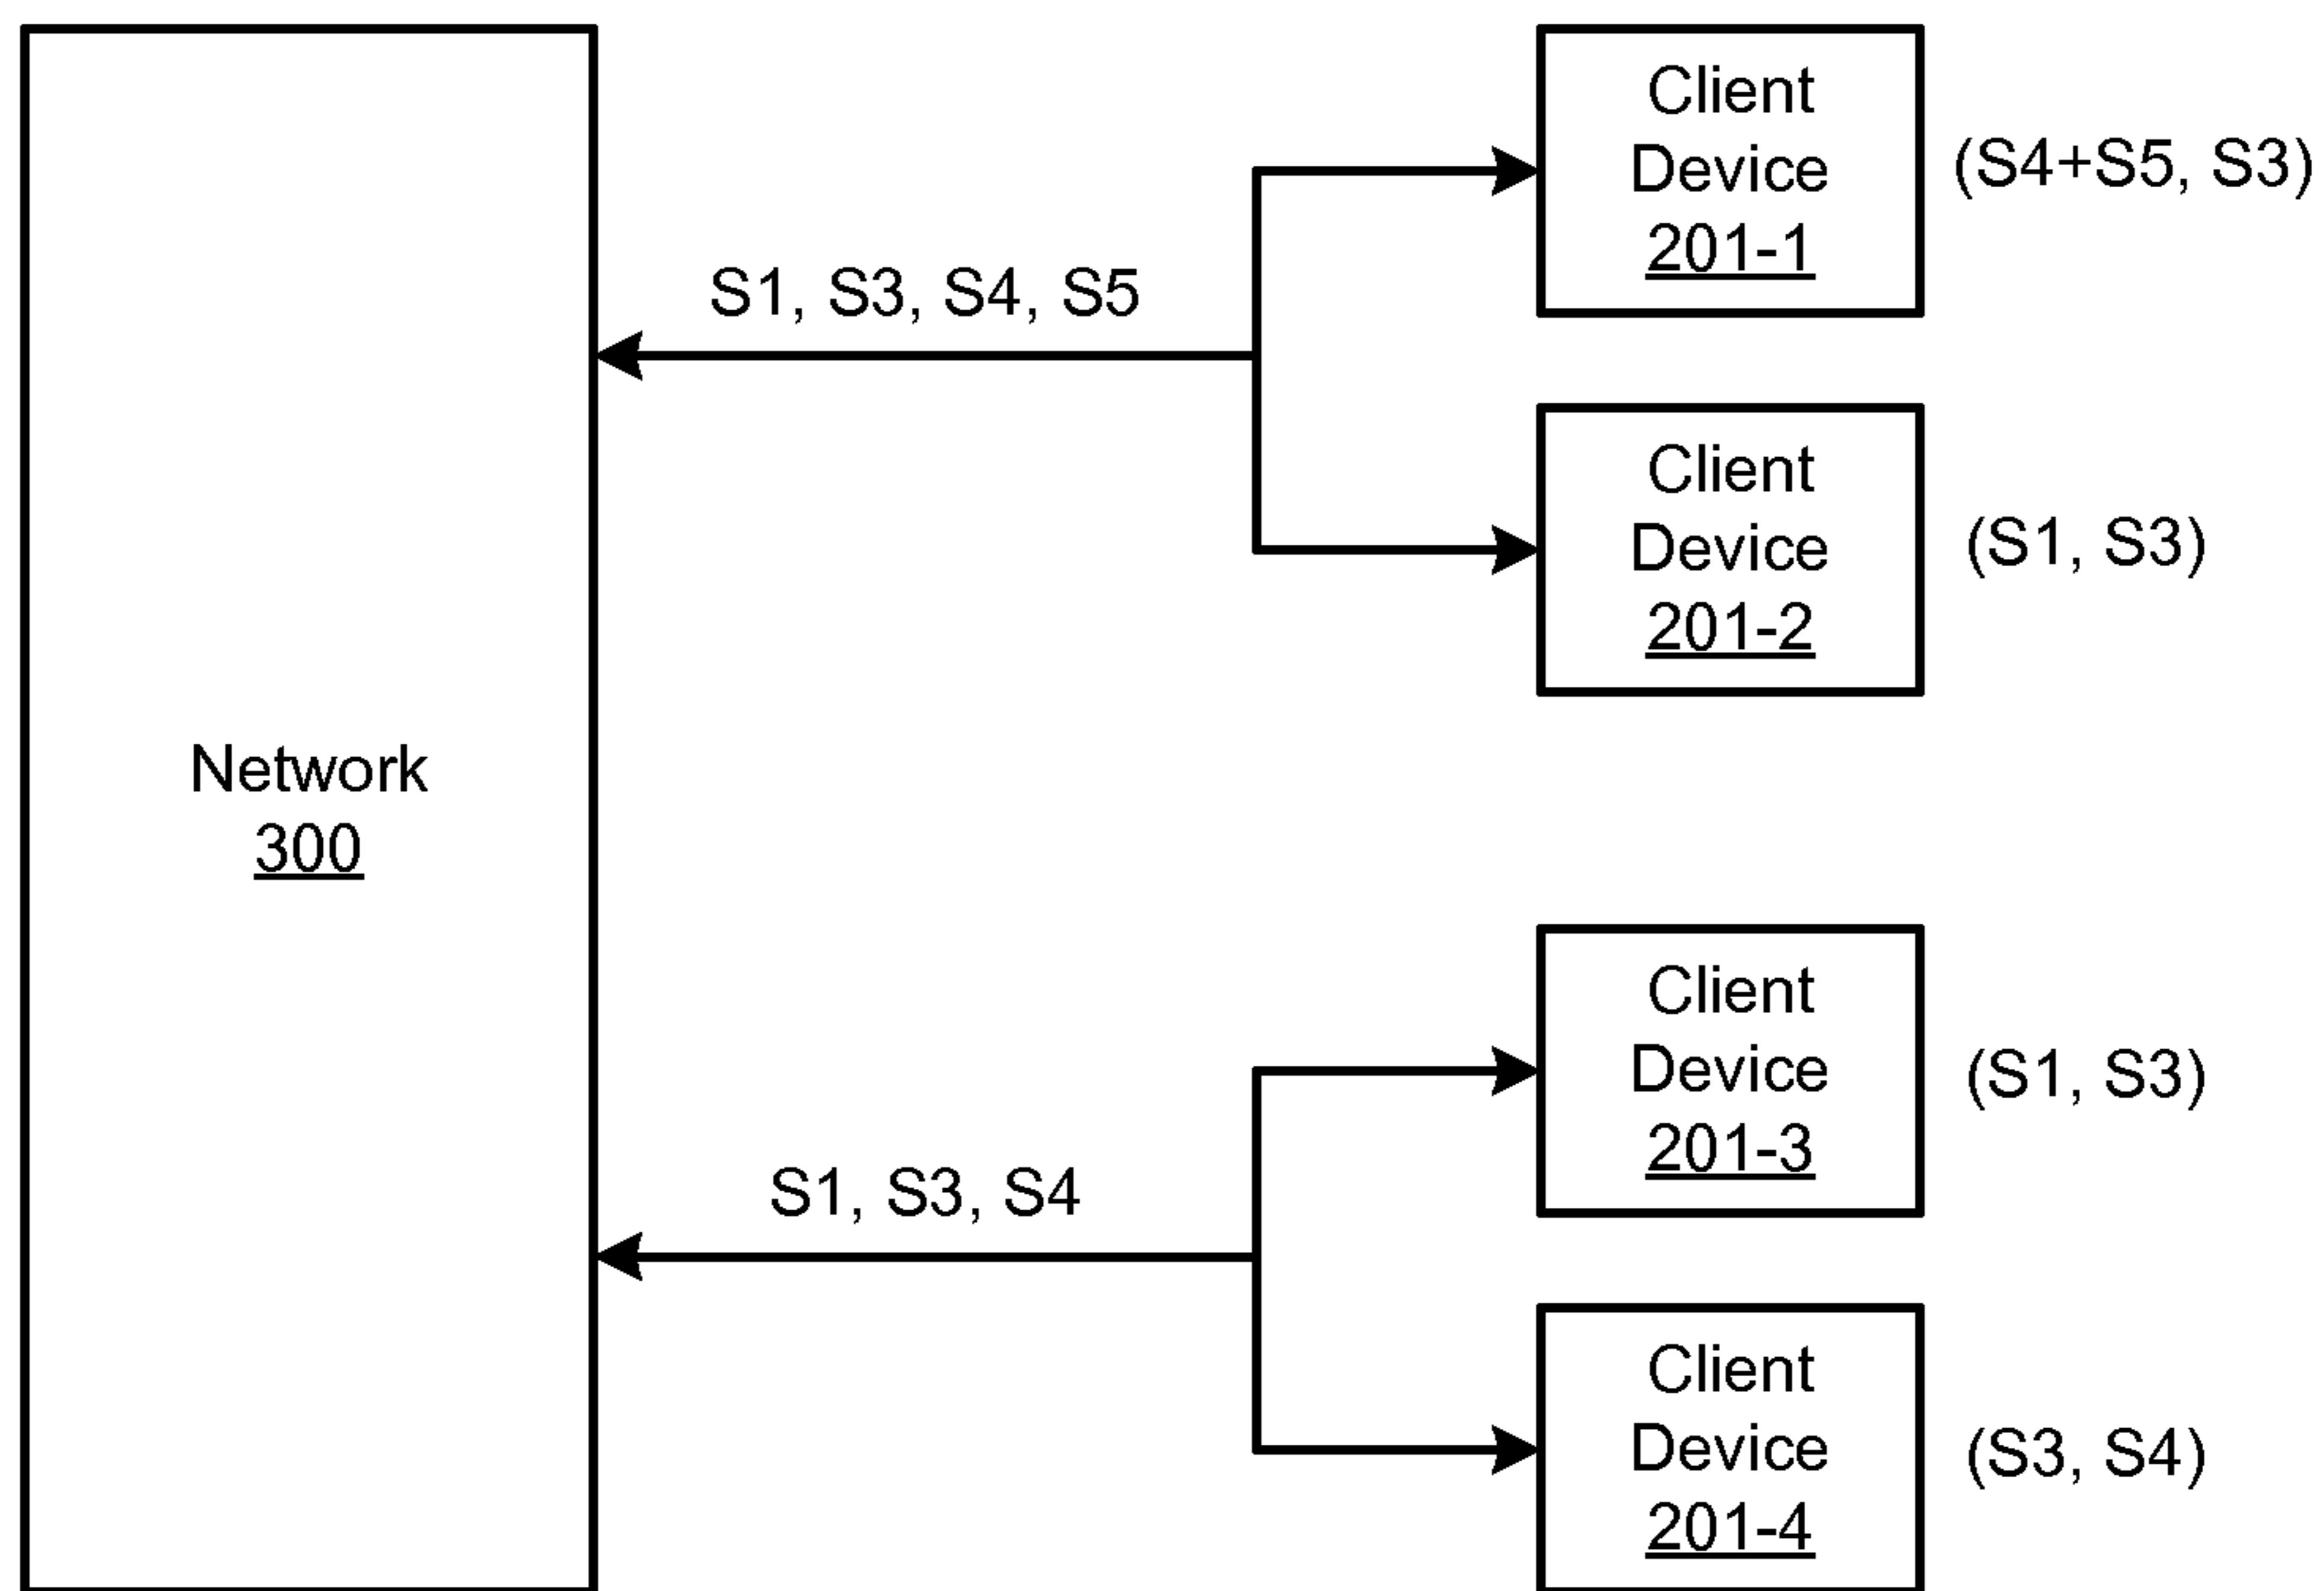 Network
300
S1, S3, S4, S5
Client
Device
201-1
(S4+S5, S3)
Client
Device
201-2
(S1, S3)
S1, S3, S4
Client
Device
201-3
(S1, S3)
Client
Device
201-4
(S3, S4)